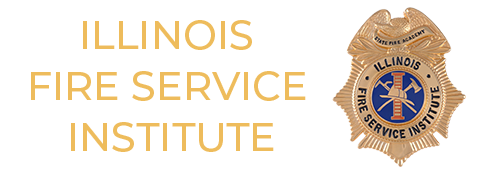 ILLINOIS
FIRE SERVICE
INSTITUTE
STATE FIRE ACADEMY
• ILLINOIS •
FIRE SERVICE INSTITUTE